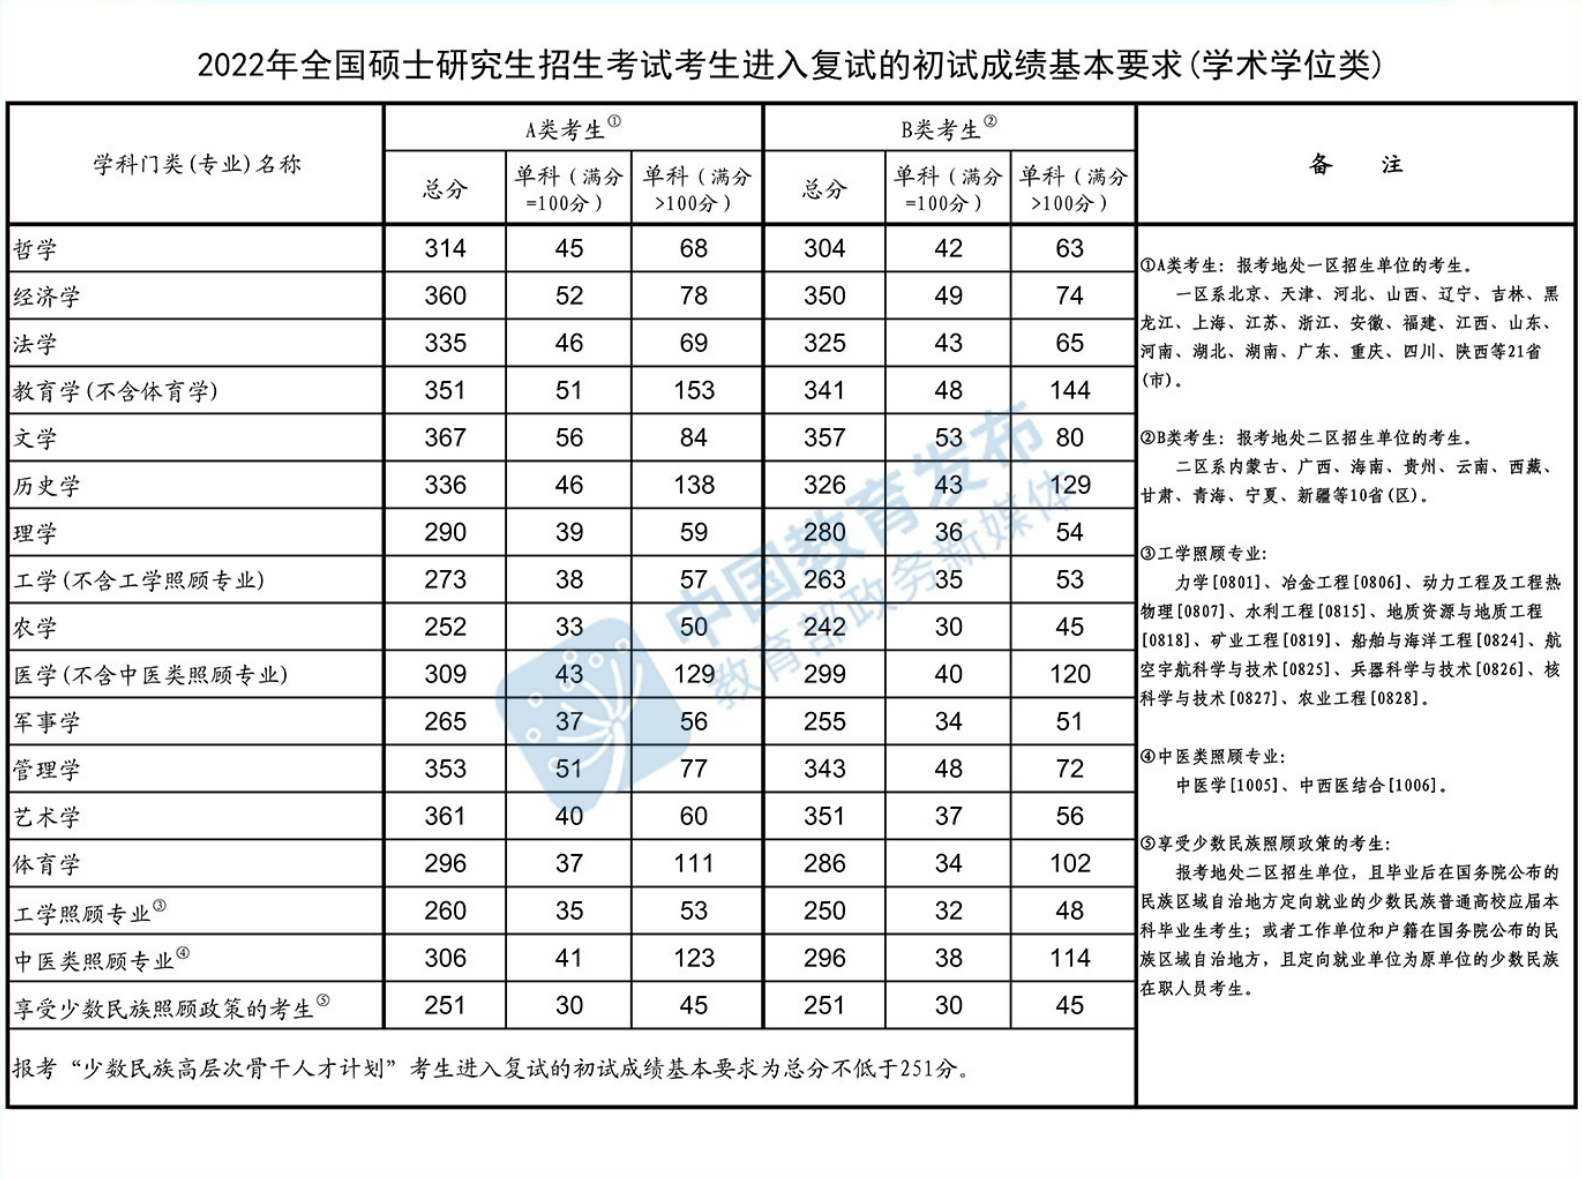 2022年全国硕士研究生招生考试考生进入复试的初试成绩基本要求(学术学位类)
学科门类(专业)名称
A类考生①
B类考生②
备 注
总分
单科（满分=100分）
单科（满分>100分）
总分
单科（满分=100分）
单科（满分>100分）
哲学 314 45 68 304 42 63
经济学 360 52 78 350 49 74
法学 335 46 69 325 43 65
教育学(不含体育学) 351 51 153 341 48 144
文学 367 56 84 357 53 80
历史学 336 46 138 326 43 129
理学 290 39 59 280 36 54
工学(不含工学照顾专业) 273 38 57 263 35 53
农学 252 33 50 242 30 45
医学(不含中医类照顾专业) 309 43 129 299 40 120
军事学 265 37 56 255 34 51
管理学 353 51 77 343 48 72
艺术学 361 40 60 351 37 56
体育学 296 37 111 286 34 102
工学照顾专业③ 260 35 53 250 32 48
中医类照顾专业④ 306 41 123 296 38 114
享受少数民族照顾政策的考生⑤ 251 30 45 251 30 45
报考“少数民族高层次骨干人才计划”考生进入复试的初试成绩基本要求为总分不低于251分。
①A类考生：报考地处一区招生单位的考生。
一区系北京、天津、河北、山西、辽宁、吉林、黑
龙江、上海、江苏、浙江、安徽、福建、江西、山东、
河南、湖北、湖南、广东、重庆、四川、陕西等21省
(市)。
②B类考生：报考地处二区招生单位的考生。
二区系内蒙古、广西、海南、贵州、云南、西藏、
甘肃、青海、宁夏、新疆等10省(区)。
③工学照顾专业：
力学[0801]、冶金工程[0806]、动力工程及工程热
物理[0807]、水利工程[0815]、地质资源与地质工程
[0818]、矿业工程[0819]、船舶与海洋工程[0824]、航
空宇航科学与技术[0825]、兵器科学与技术[0826]、核
科学与技术[0827]、农业工程[0828]。
④中医类照顾专业：
中医学[1005]、中西医结合[1006]。
⑤享受少数民族照顾政策的考生：
报考地处二区招生单位，且毕业后在国务院公布的
民族区域自治地方定向就业的少数民族普通高校应届本
科毕业生考生；或者工作单位和户籍在国务院公布的民
族区域自治地方，且定向就业单位为原单位的少数民族
在职人员考生。
中国教育发布
教育部政务新媒体